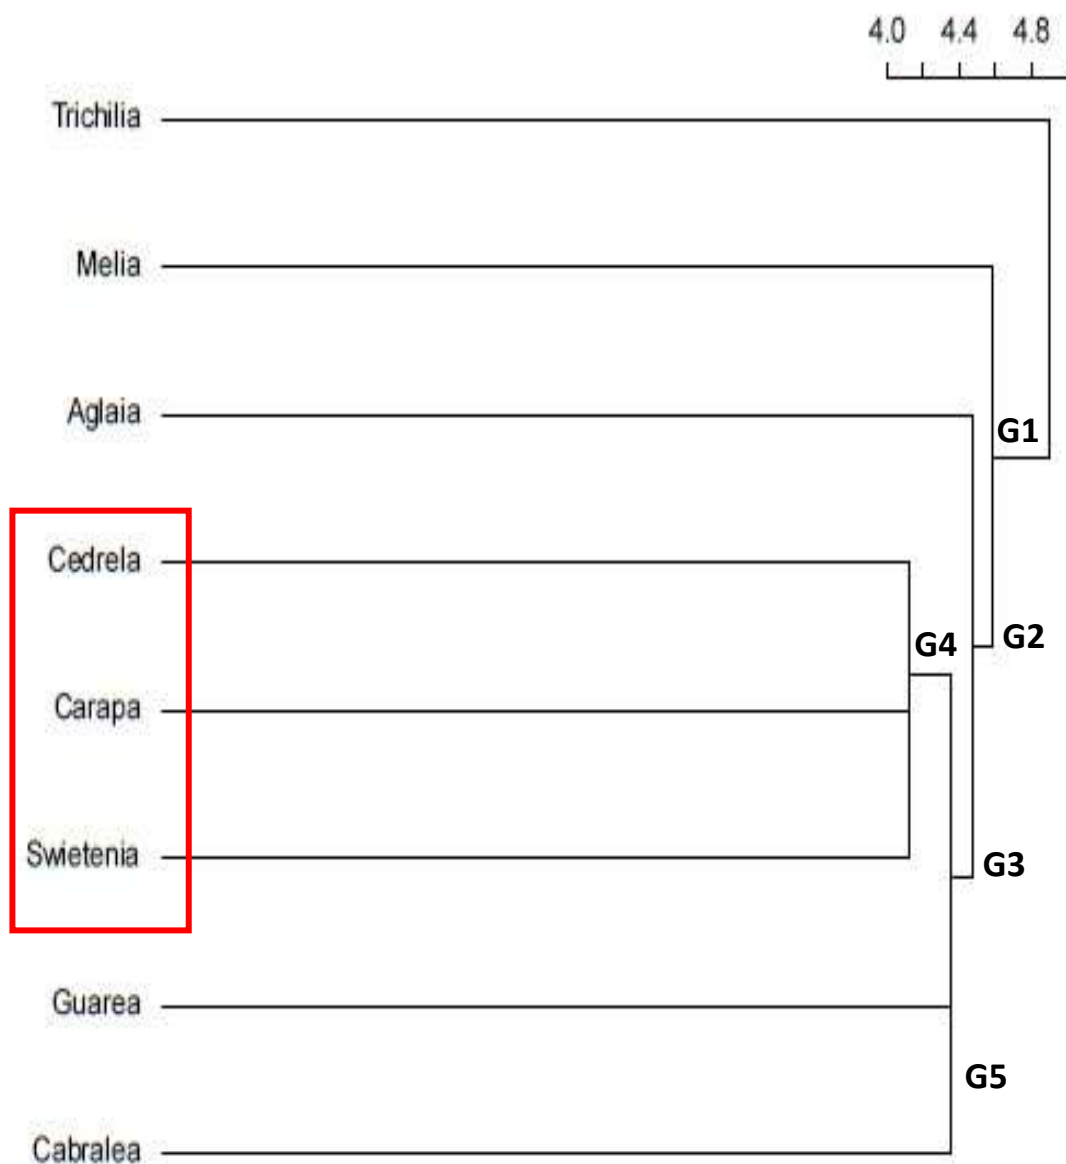 4.0 4.4 4.8
Trichilia
Melia
Aglaia
G1
Cedrela
G4 G2
Carapa
Swietenia
G3
Guarea
G5
Cabralea